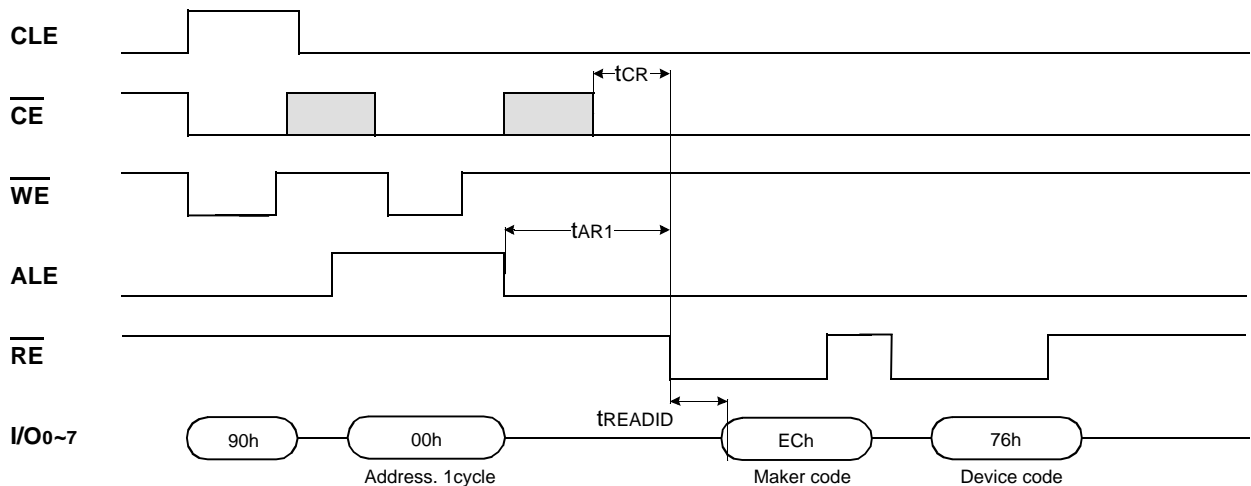 CLE
tCR
CE
WE
tAR1
ALE
RE
tREADID
I/O0~7
90h
00h
ECh
76h
Address. 1cycle
Maker code
Device code